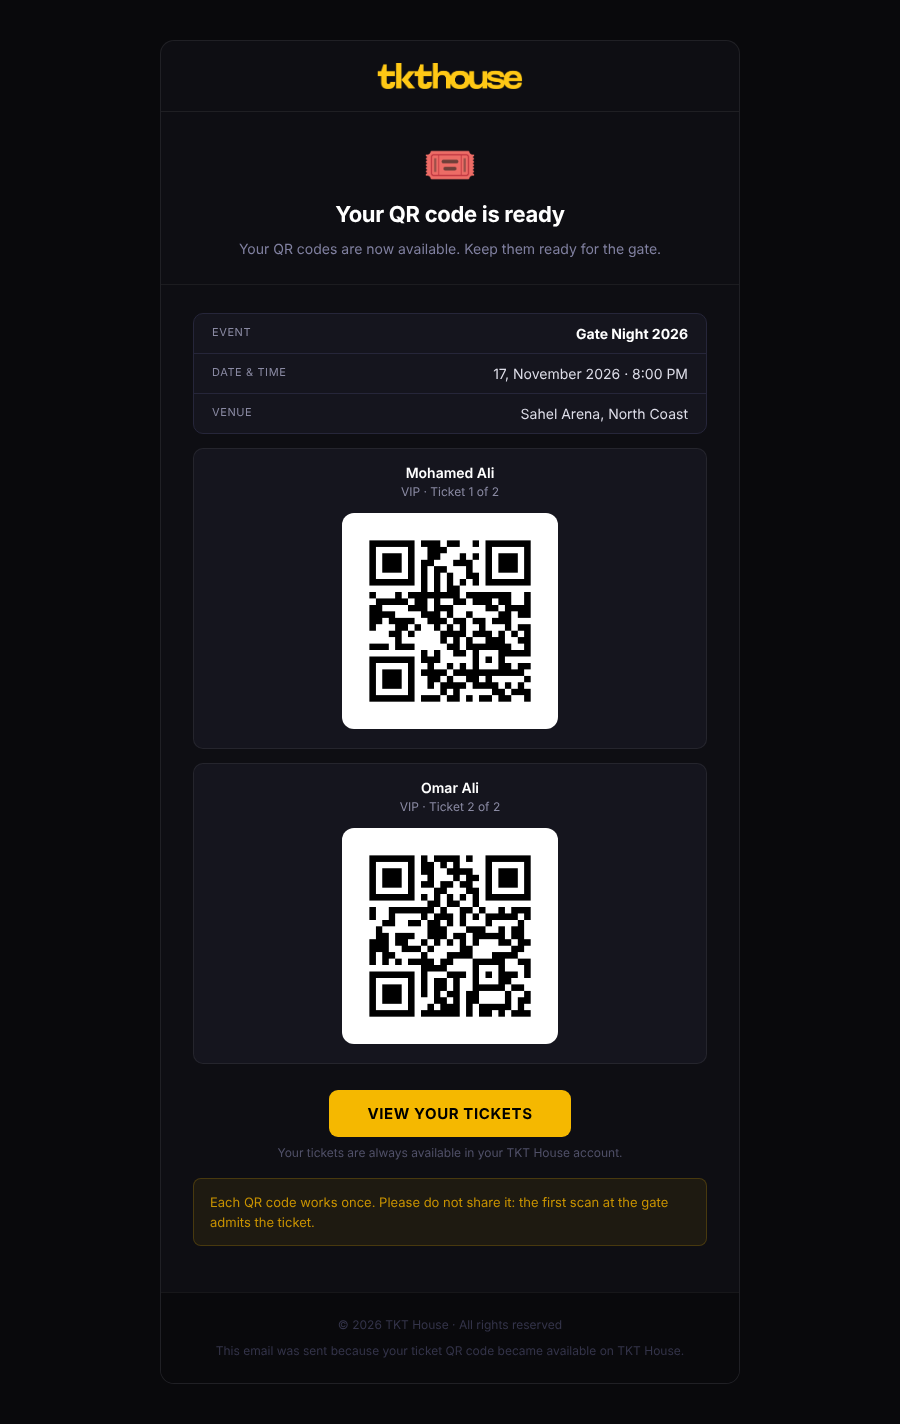 tkthouse
Your QR code is ready
Your QR codes are now available. Keep them ready for the gate.
EVENT Gate Night 2026
DATE & TIME 17, November 2026 · 8:00 PM
VENUE Sahel Arena, North Coast
Mohamed Ali
VIP · Ticket 1 of 2
Omar Ali
VIP · Ticket 2 of 2
VIEW YOUR TICKETS
Your tickets are always available in your TKT House account.
Each QR code works once. Please do not share it: the first scan at the gate
admits the ticket.
© 2026 TKT House · All rights reserved
This email was sent because your ticket QR code became available on TKT House.